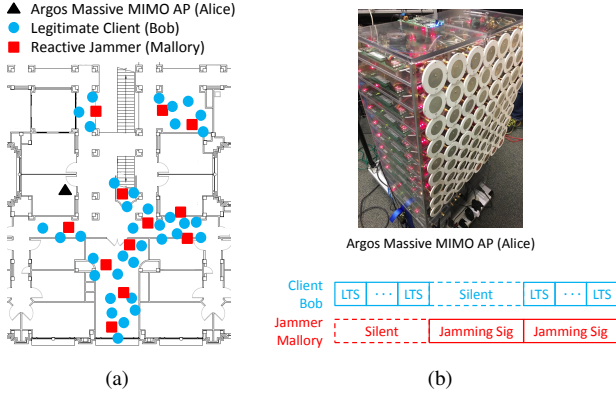 Argos Massive MIMO AP (Alice)
Legitimate Client (Bob)
Reactive Jammer (Mallory)
Argos Massive MIMO AP (Alice)
Client Bob
LTS ··· LTS Silent LTS ··· LTS
Jammer Mallory
Silent Jamming Sig Jamming Sig
(a)
(b)